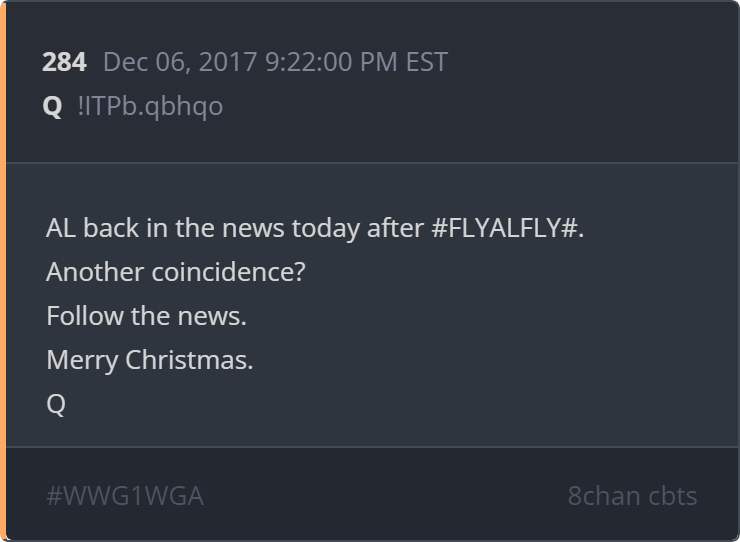 284 Dec 06, 2017 9:22:00 PM EST
Q !ITPb.qbhqo
AL back in the news today after #FLYALFLY#.
Another coincidence?
Follow the news.
Merry Christmas.
Q
#WWG1WGA 8chan cbts